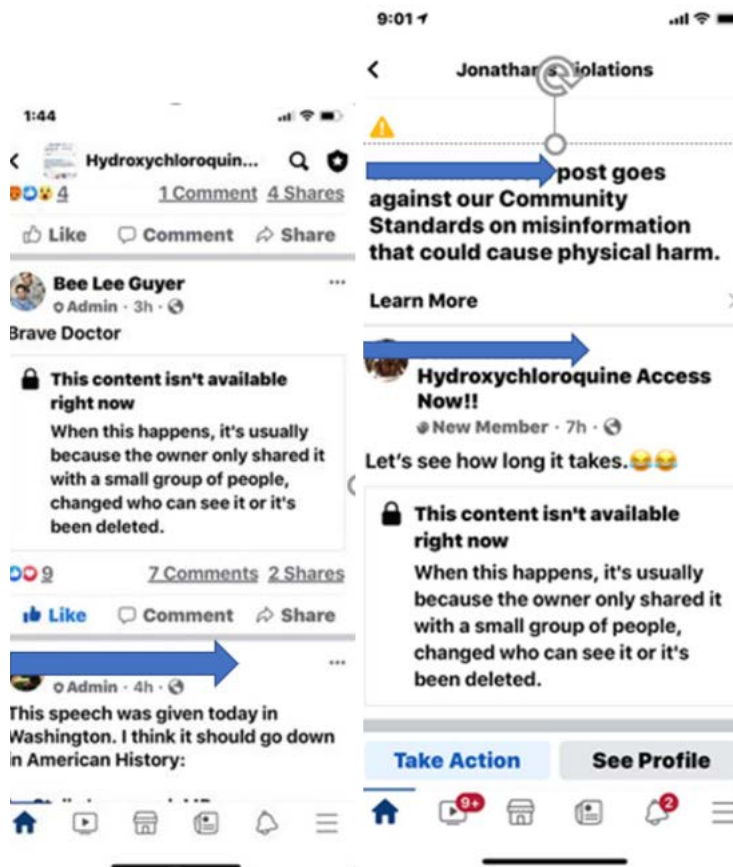 1:44
Hydroxychloroquin...
4
1 Comment 4 Shares
Like Comment Share
Bee Lee Guyer
Admin · 3h ·
Brave Doctor
This content isn't available
right now
When this happens, it's usually
because the owner only shared it
with a small group of people,
changed who can see it or it's
been deleted.
9
7 Comments 2 Shares
Like Comment Share
Admin · 4h ·
This speech was given today in
Washington. I think it should go down
in American History:
9:01
Jonathan's Violations
post goes
against our Community
Standards on misinformation
that could cause physical harm.
Learn More
Hydroxychloroquine Access
Now!!
New Member · 7h ·
Let's see how long it takes.😂😂
This content isn't available
right now
When this happens, it's usually
because the owner only shared it
with a small group of people,
changed who can see it or it's
been deleted.
Take Action See Profile
9+ 2